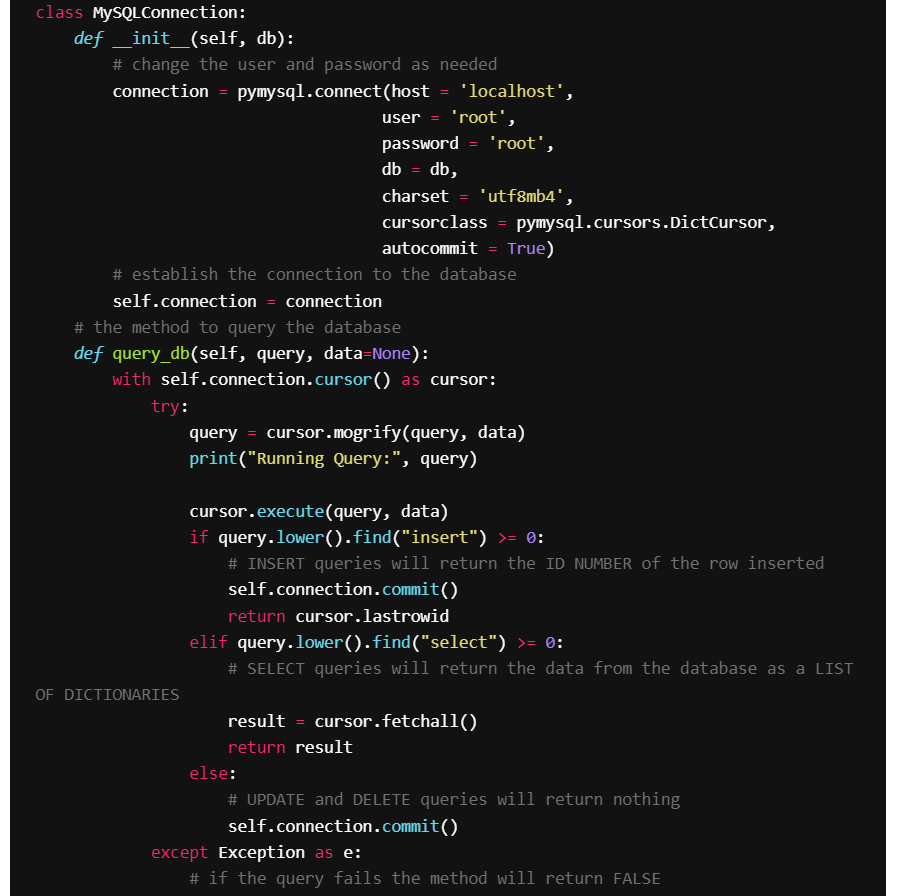 class MySQLConnection:
    def __init__(self, db):
        # change the user and password as needed
        connection = pymysql.connect(host = 'localhost',
                                    user = 'root',
                                    password = 'root',
                                    db = db,
                                    charset = 'utf8mb4',
                                    cursorclass = pymysql.cursors.DictCursor,
                                    autocommit = True)
        # establish the connection to the database
        self.connection = connection
    # the method to query the database
    def query_db(self, query, data=None):
        with self.connection.cursor() as cursor:
            try:
                query = cursor.mogrify(query, data)
                print("Running Query:", query)

                cursor.execute(query, data)
                if query.lower().find("insert") >= 0:
                    # INSERT queries will return the ID NUMBER of the row inserted
                    self.connection.commit()
                    return cursor.lastrowid
                elif query.lower().find("select") >= 0:
                    # SELECT queries will return the data from the database as a LIST
OF DICTIONARIES
                    result = cursor.fetchall()
                    return result
                else:
                    # UPDATE and DELETE queries will return nothing
                    self.connection.commit()
            except Exception as e:
                # if the query fails the method will return FALSE